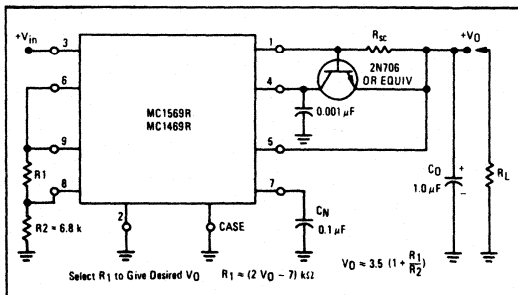 +Vin
3
6
9
R1
8
R2 = 6.8 k
2
CASE
MC1569R
MC1469R
1
4
5
7
RSC
2N706
OR EQUIV
0.001 µF
CN
0.1 µF
+VO
CO
1.0 µF
+
−
RL
Select R1 to Give Desired VO R1 ≈ (2 VO − 7) kΩ
VO ≈ 3.5 (1 + R1/R2)